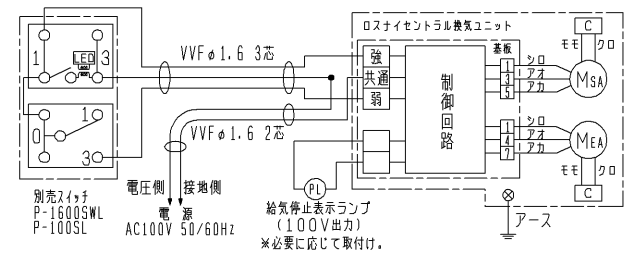 ロスナイセントラル換気ユニット
C
モモ
クロ
基板
1
3
LED
VVFφ1.6 3芯
強
共通
弱
制御回路
1
3
5
シロ
アオ
アカ
MSA
0
1
3
VVFφ1.6 2芯
1
4
7
シロ
アオ
アカ
MEA
モモ
クロ
C
電圧側
接地側
PL
別売スイッチ
P-1600SWL
P-100SL
電源
AC100V 50/60Hz
給気停止表示ランプ
(100V出力)
※必要に応じて取付け。
アース